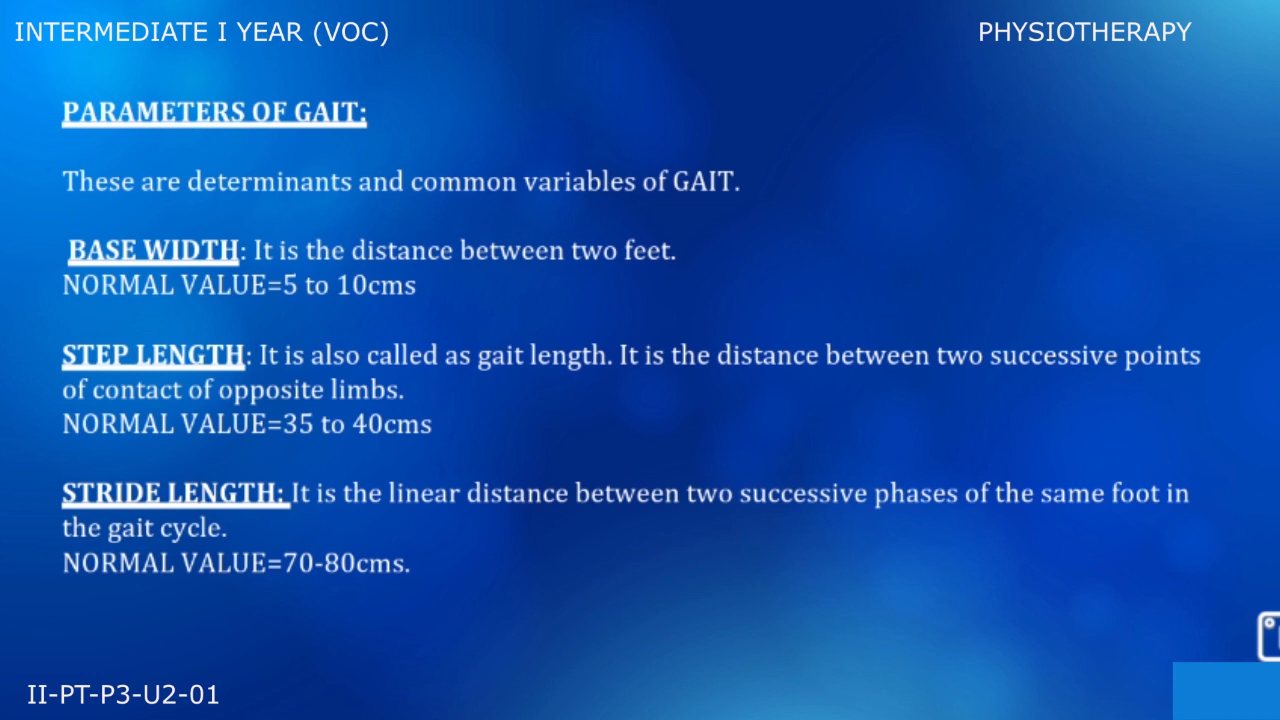 INTERMEDIATE I YEAR (VOC)
PHYSIOTHERAPY
PARAMETERS OF GAIT:
These are determinants and common variables of GAIT.
BASE WIDTH: It is the distance between two feet.
NORMAL VALUE=5 to 10cms
STEP LENGTH: It is also called as gait length. It is the distance between two successive points
of contact of opposite limbs.
NORMAL VALUE=35 to 40cms
STRIDE LENGTH: It is the linear distance between two successive phases of the same foot in
the gait cycle.
NORMAL VALUE=70-80cms.
II-PT-P3-U2-01